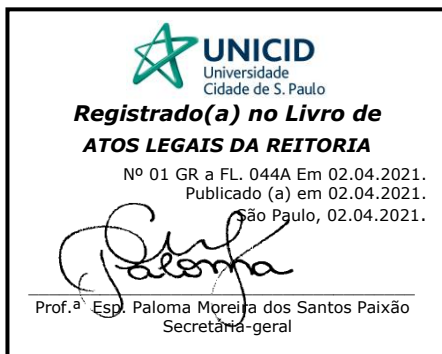 UNICID
Universidade
Cidade de S. Paulo
Registrado(a) no Livro de
ATOS LEGAIS DA REITORIA
Nº 01 GR a FL. 044A Em 02.04.2021.
Publicado (a) em 02.04.2021.
São Paulo, 02.04.2021.
Paloma
Prof.ª Esp. Paloma Moreira dos Santos Paixão
Secretária-geral